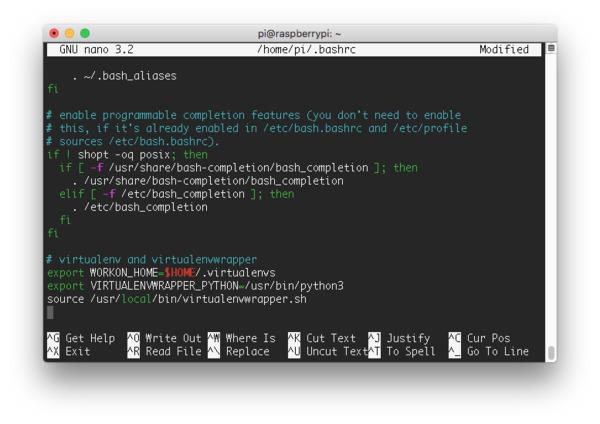 pi@raspberrypi: ~
GNU nano 3.2 /home/pi/.bashrc Modified
. ~/.bash_aliases
fi
# enable programmable completion features (you don't need to enable
# this, if it's already enabled in /etc/bash.bashrc and /etc/profile
# sources /etc/bash.bashrc).
if ! shopt -oq posix; then
if [ -f /usr/share/bash-completion/bash_completion ]; then
. /usr/share/bash-completion/bash_completion
elif [ -f /etc/bash_completion ]; then
. /etc/bash_completion
fi
fi
# virtualenv and virtualenvwrapper
export WORKON_HOME=$HOME/.virtualenvs
export VIRTUALENVWRAPPER_PYTHON=/usr/bin/python3
source /usr/local/bin/virtualenvwrapper.sh
^G Get Help ^O Write Out ^W Where Is ^K Cut Text ^J Justify ^C Cur Pos
^X Exit ^R Read File ^\ Replace ^U Uncut Text ^T To Spell ^_ Go To Line